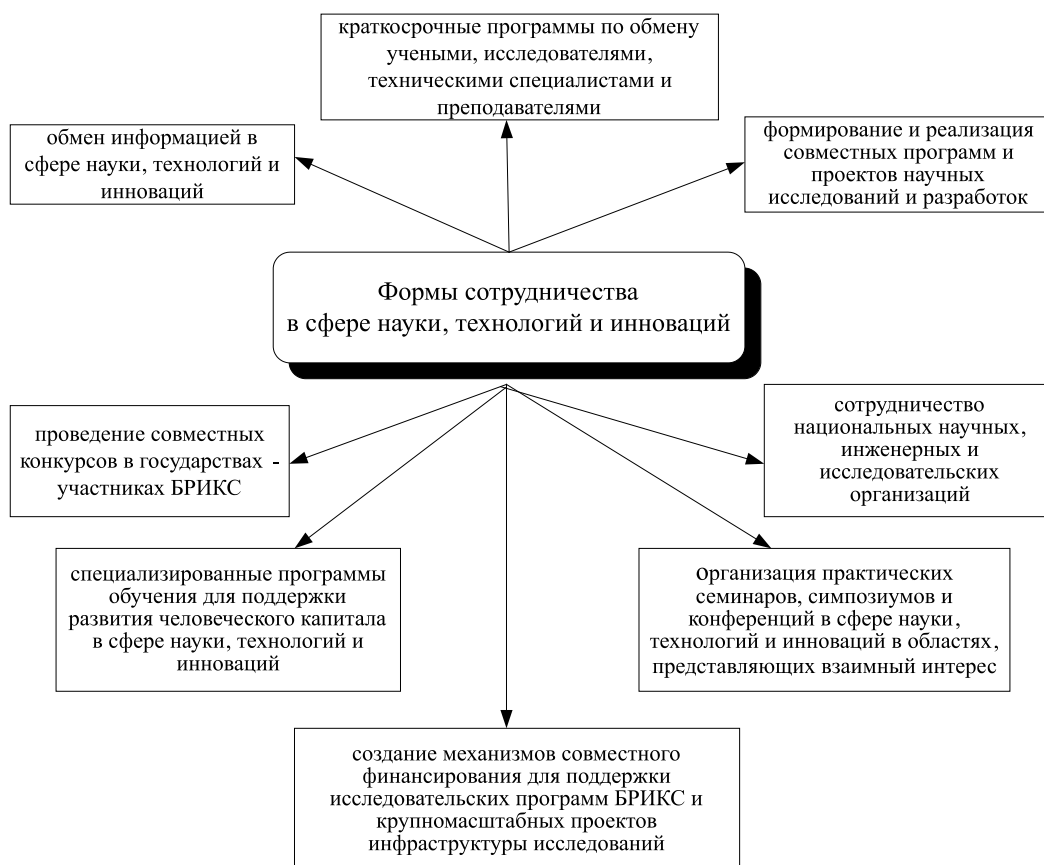 краткосрочные программы по обмену
учеными, исследователями,
техническими специалистами и
преподавателями
обмен информацией в
сфере науки, технологий и
инноваций
формирование и реализация
совместных программ и
проектов научных
исследований и разработок
Формы сотрудничества
в сфере науки, технологий и инноваций
проведение совместных
конкурсов в государствах -
участниках БРИКС
сотрудничество
национальных научных,
инженерных и
исследовательских
организаций
специализированные программы
обучения для поддержки
развития человеческого капитала
в сфере науки, технологий и
инноваций
организация практических
семинаров, симпозиумов и
конференций в сфере науки,
технологий и инноваций в областях,
представляющих взаимный интерес
создание механизмов совместного
финансирования для поддержки
исследовательских программ БРИКС и
крупномасштабных проектов
инфраструктуры исследований